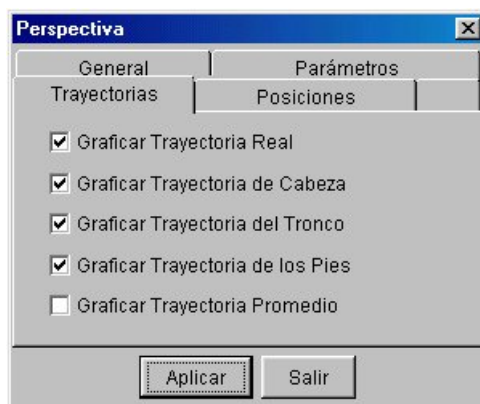 Perspectiva
General Parámetros
Trayectorias Posiciones
Graficar Trayectoria Real
Graficar Trayectoria de Cabeza
Graficar Trayectoria del Tronco
Graficar Trayectoria de los Pies
Graficar Trayectoria Promedio
Aplicar Salir